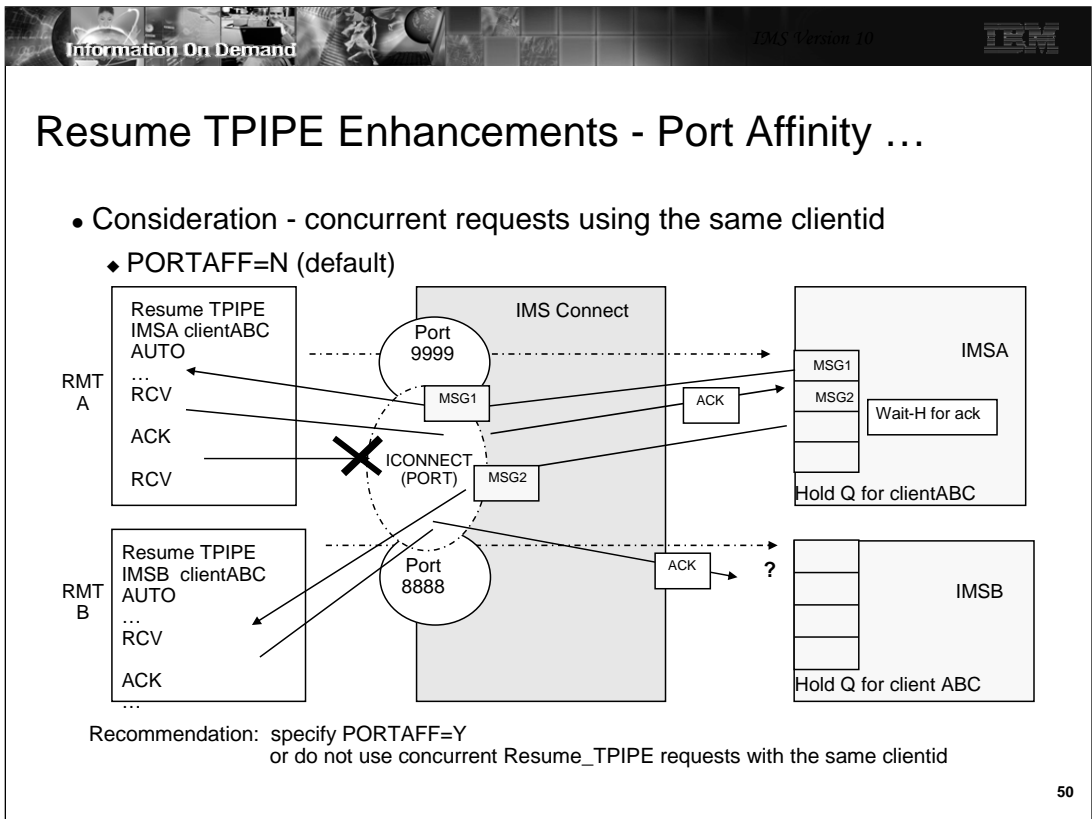 Information On Demand
IMS Version 10
IBM
Resume TPIPE Enhancements - Port Affinity …
• Consideration - concurrent requests using the same clientid
◆ PORTAFF=N (default)
RMT
A
Resume TPIPE
IMSA clientABC
AUTO
…
RCV
ACK
RCV
IMS Connect
Port
9999
MSG1
ICONNECT
(PORT)
MSG2
ACK
IMSA
MSG1
MSG2
Wait-H for ack
Hold Q for clientABC
RMT
B
Resume TPIPE
IMSB clientABC
AUTO
…
RCV
ACK
…
Port
8888
ACK
?
IMSB
Hold Q for client ABC
Recommendation: specify PORTAFF=Y
or do not use concurrent Resume_TPIPE requests with the same clientid
50